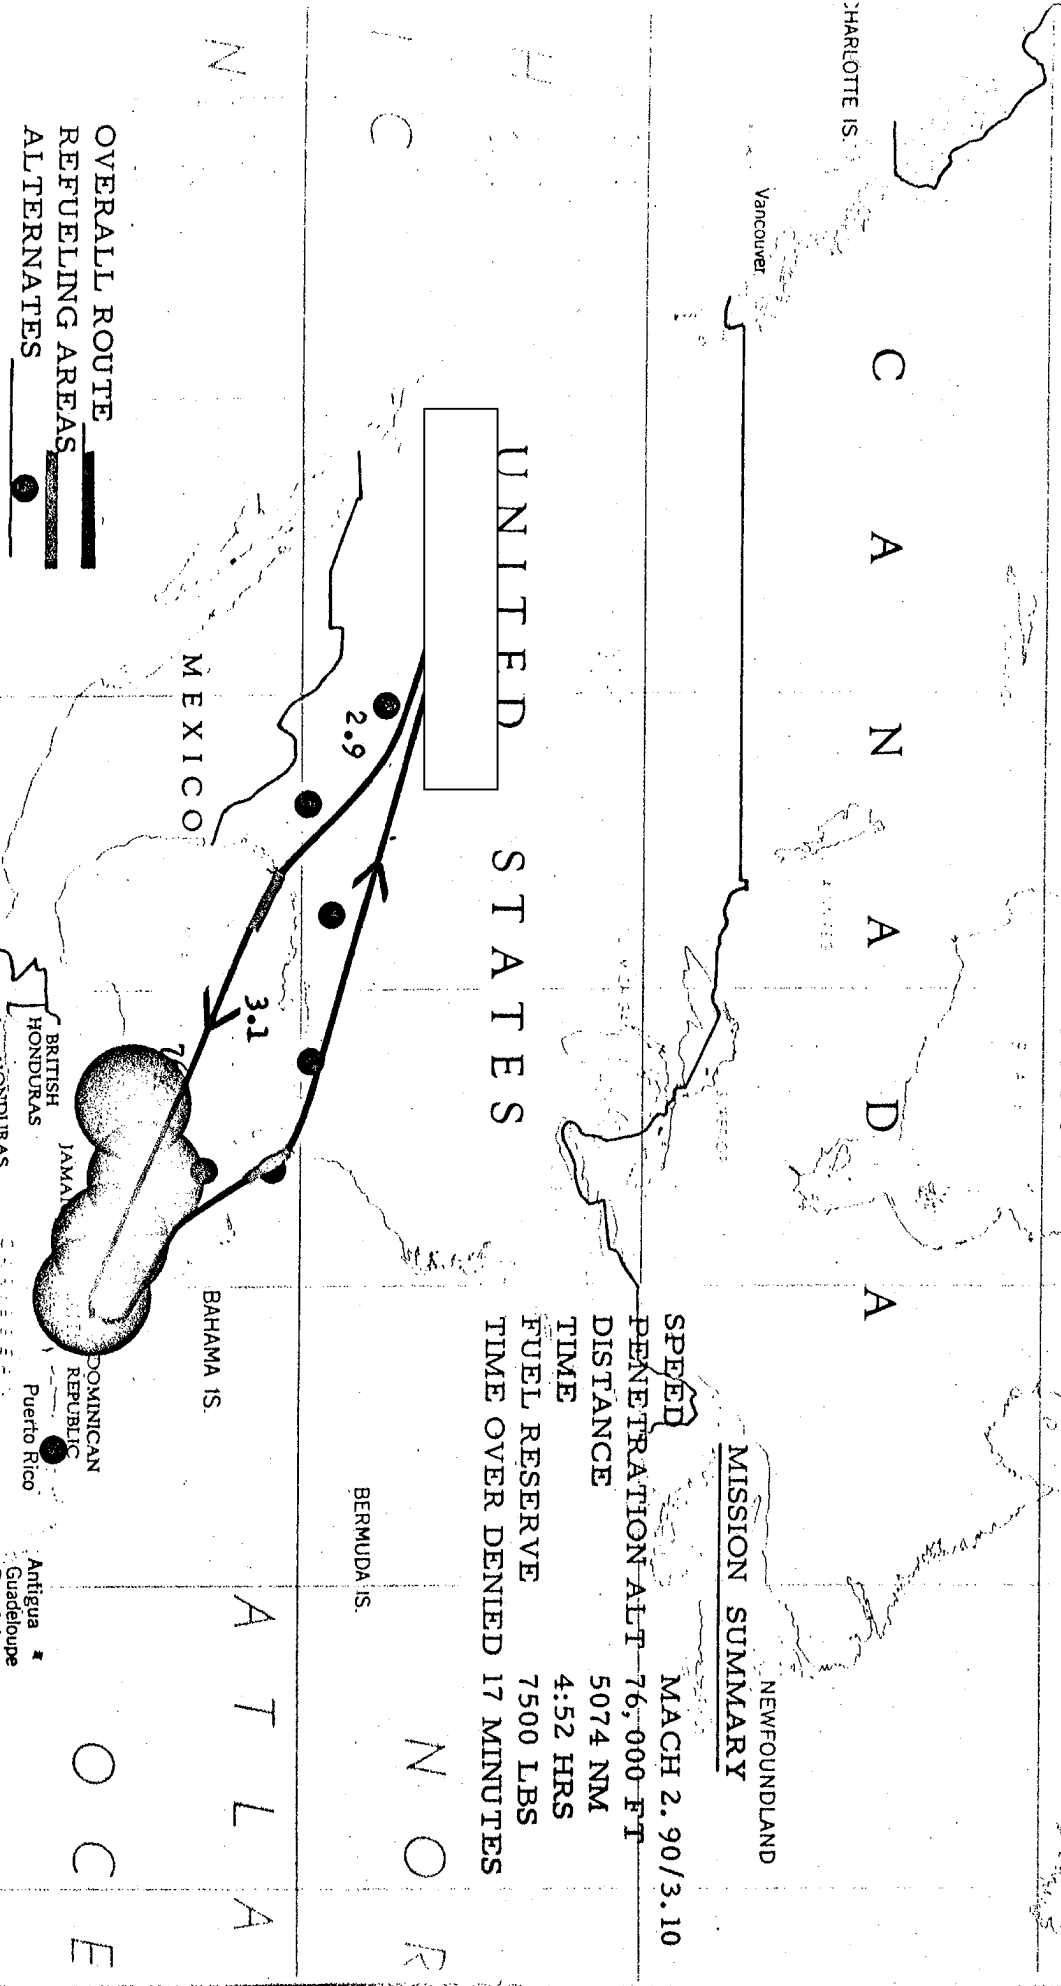 CHARLOTTE IS.
Vancouver
C A N A D A
NEWFOUNDLAND
MISSION SUMMARY
SPEED MACH 2.90/3.10
PENETRATION ALT 76,000 FT
DISTANCE 5074 NM
TIME 4:52 HRS
FUEL RESERVE 7500 LBS
TIME OVER DENIED 17 MINUTES
UNITED STATES
2.9
3.1
MEXICO
BERMUDA IS.
BAHAMA IS.
N O R
A T L A
O C E
H
I C
N
BRITISH
HONDURAS
HONDURAS
JAMAI
DOMINICAN
REPUBLIC
Puerto Rico
Antigua
Guadeloupe
OVERALL ROUTE
REFUELING AREAS
ALTERNATES